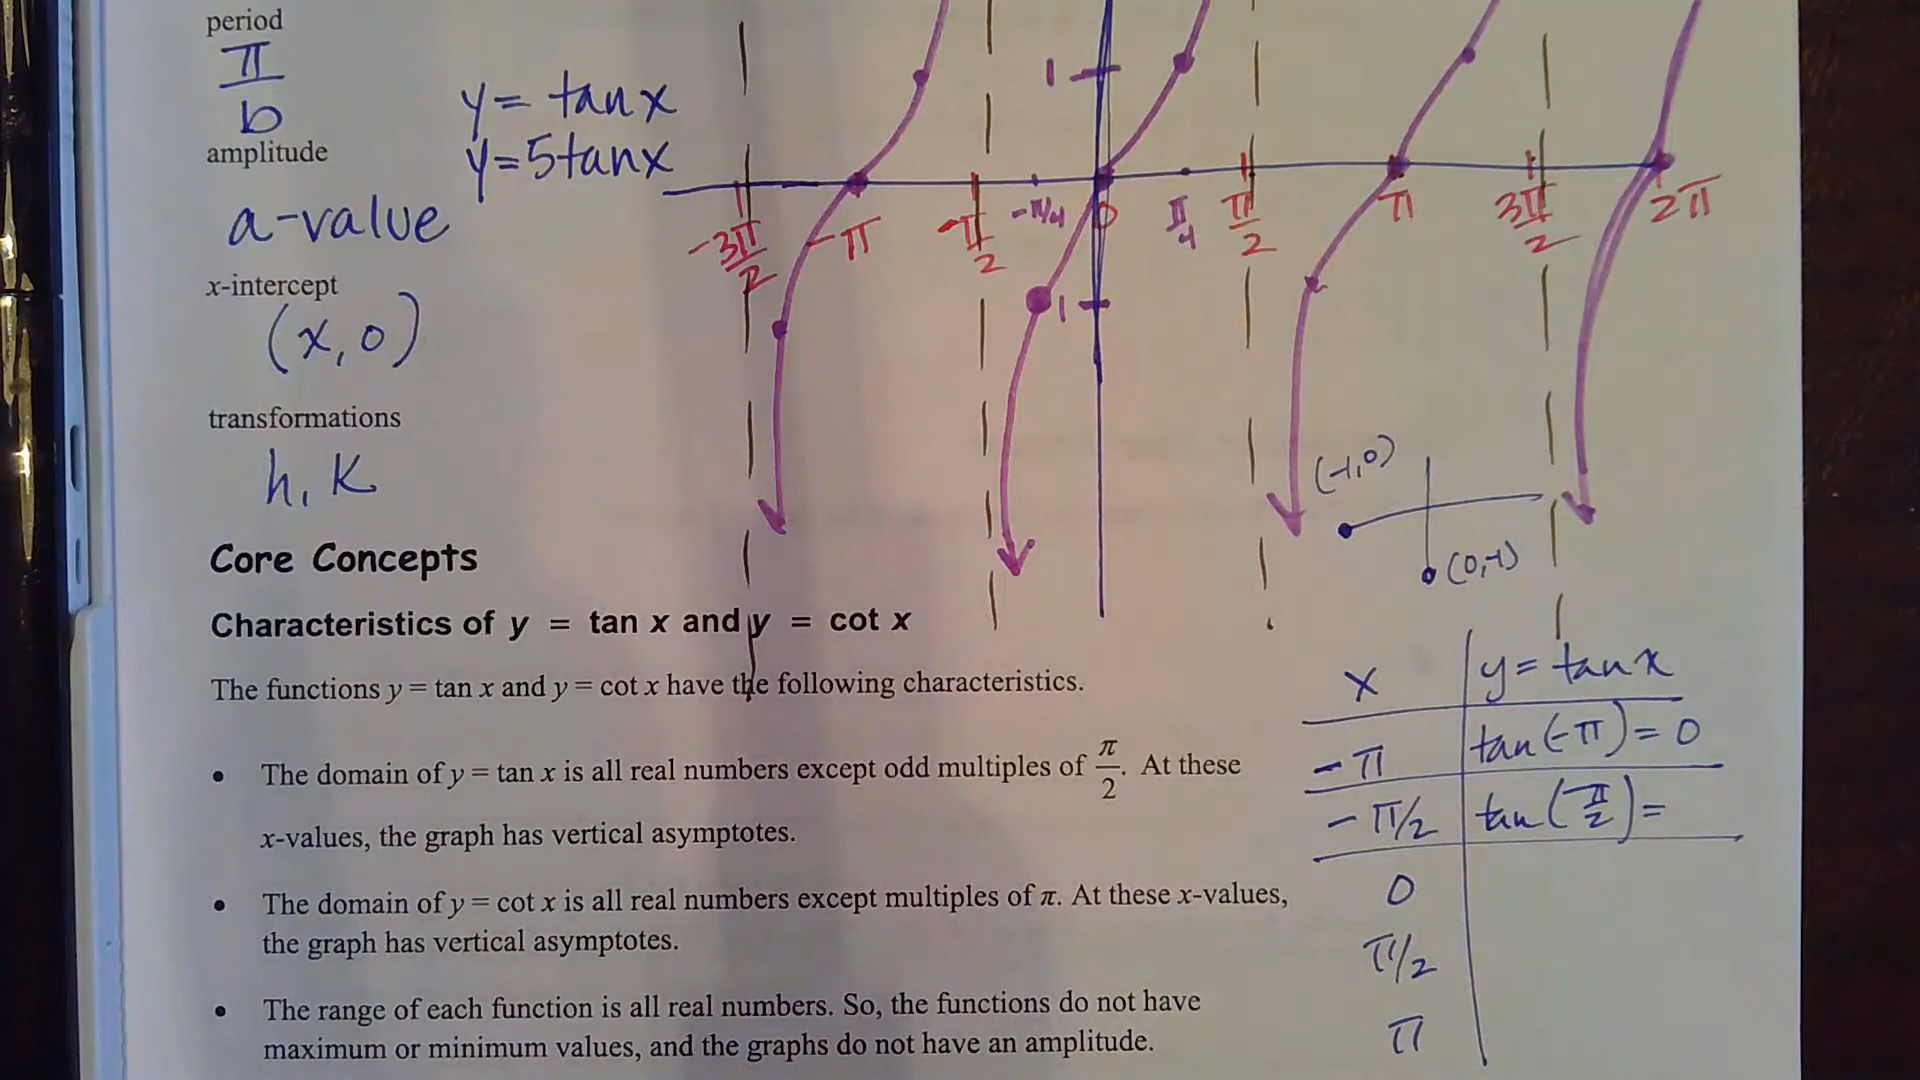 period
π/b
y = tan x
y = 5tanx
amplitude
a-value
x-intercept
(x, 0)
transformations
h, K
1
-3π/2
-π
-π/2
-π/4
0
π/4
π/2
π
3π/2
2π
1
(-1,0)
(0,-1)
Core Concepts
Characteristics of y = tan x and y = cot x
The functions y = tan x and y = cot x have the following characteristics.
• The domain of y = tan x is all real numbers except odd multiples of π/2. At these
x-values, the graph has vertical asymptotes.
• The domain of y = cot x is all real numbers except multiples of π. At these x-values,
the graph has vertical asymptotes.
• The range of each function is all real numbers. So, the functions do not have
maximum or minimum values, and the graphs do not have an amplitude.
x y = tan x
-π tan(-π) = 0
-π/2 tan(π/2) =
0
π/2
π